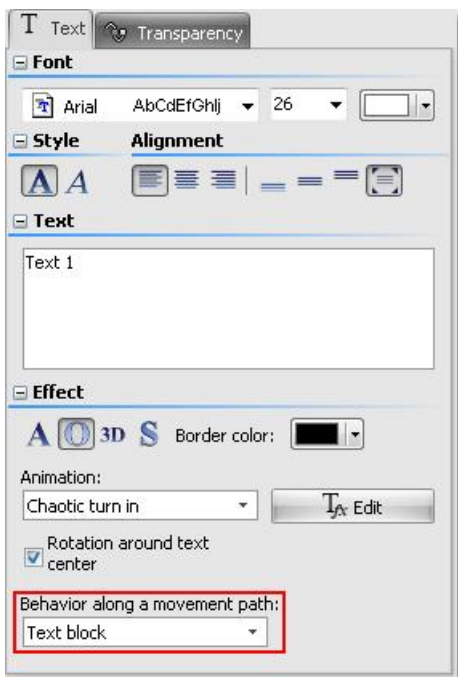 T Text Transparency
Font
Arial AbCdEfGhIj 26
Style Alignment
A A
Text
Text 1
Effect
A O 3D S Border color:
Animation:
Chaotic turn in Tfx Edit
Rotation around text
center
Behavior along a movement path:
Text block